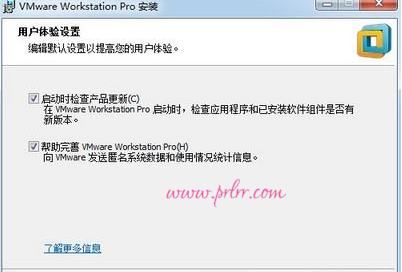 VMware Workstation Pro 安装
用户体验设置
编辑默认设置以提高您的用户体验。
启动时检查产品更新(C)
在 VMware Workstation Pro 启动时，检查应用程序和已安装软件组件是否有
新版本。
帮助完善 VMware Workstation Pro(H)
向 VMware 发送匿名系统数据和使用情况统计信息。
www.prlrr.com
了解更多信息